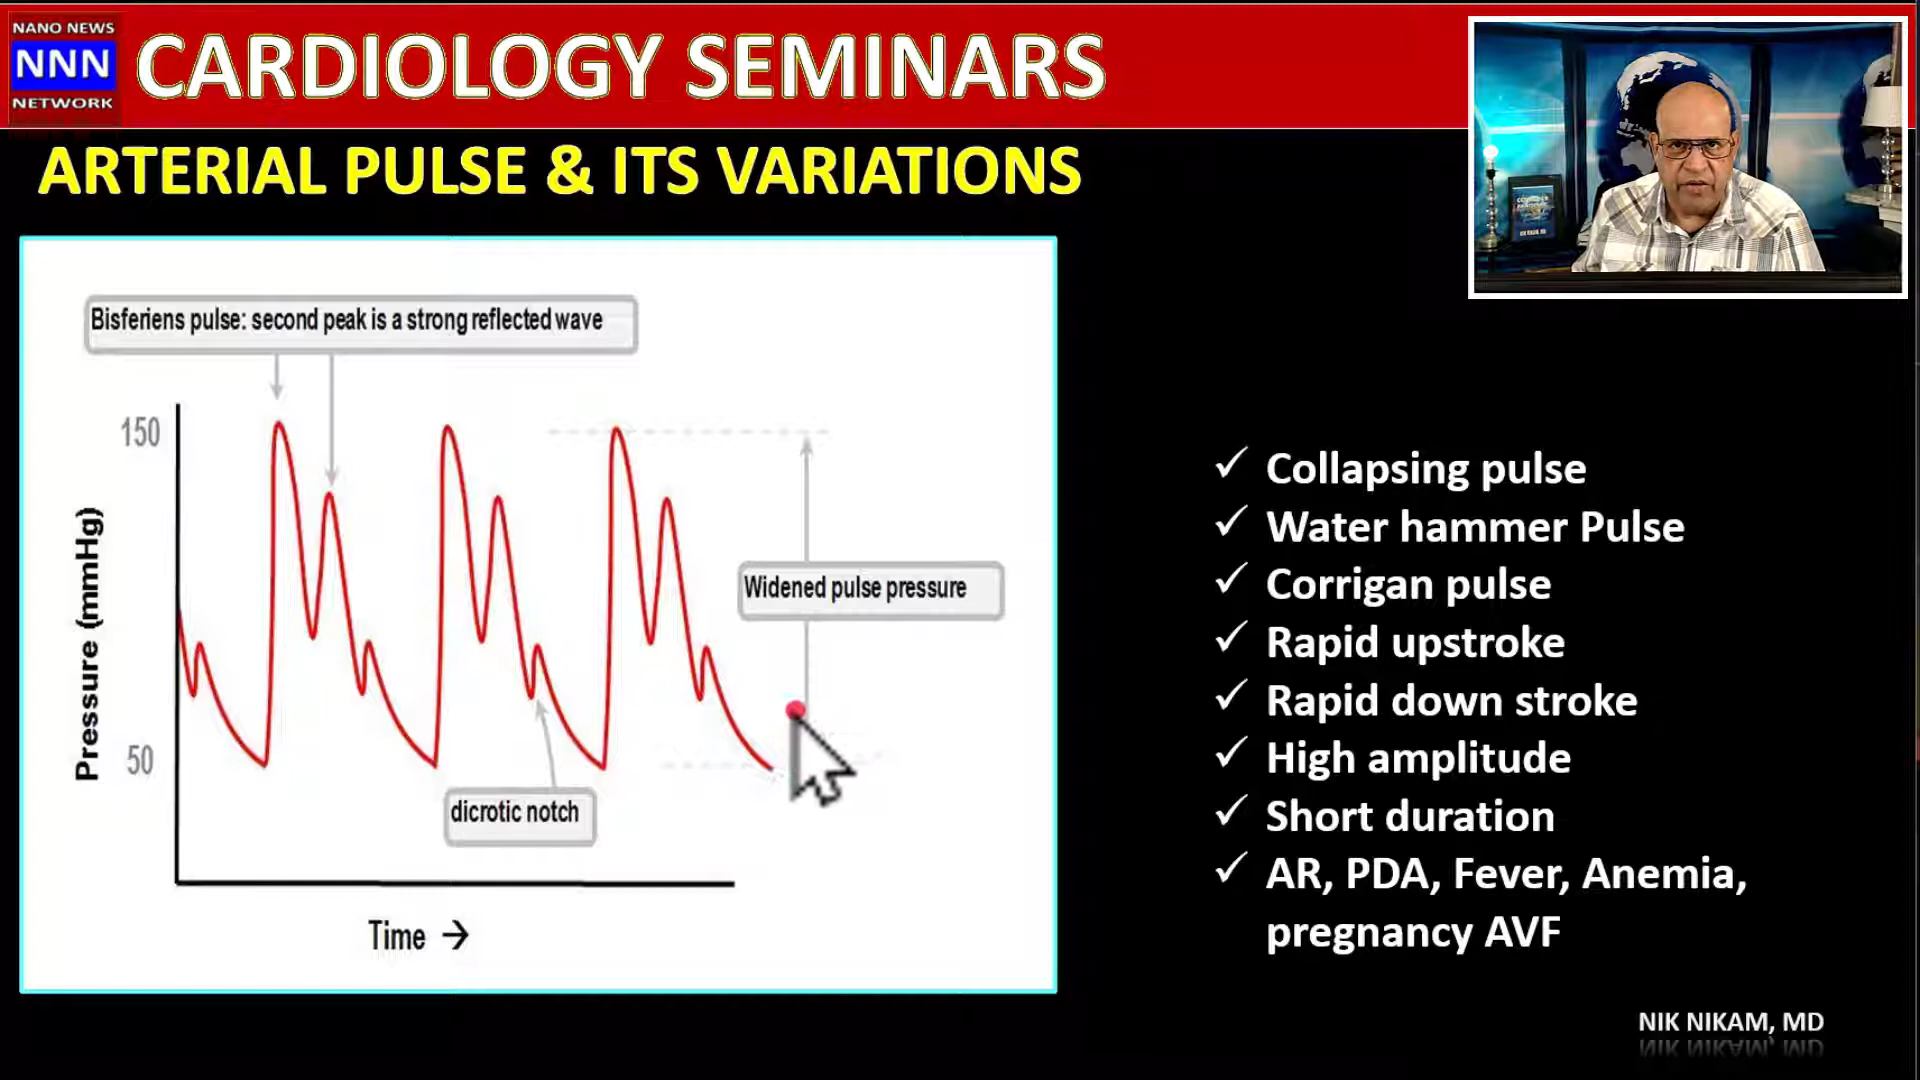 NANO NEWS
NNN
NETWORK
CARDIOLOGY SEMINARS
ARTERIAL PULSE & ITS VARIATIONS
Bisferiens pulse: second peak is a strong reflected wave
150
Pressure (mmHg)
Widened pulse pressure
50
dicrotic notch
Time →
✓ Collapsing pulse
✓ Water hammer Pulse
✓ Corrigan pulse
✓ Rapid upstroke
✓ Rapid down stroke
✓ High amplitude
✓ Short duration
✓ AR, PDA, Fever, Anemia,
pregnancy AVF
NIK NIKAM, MD